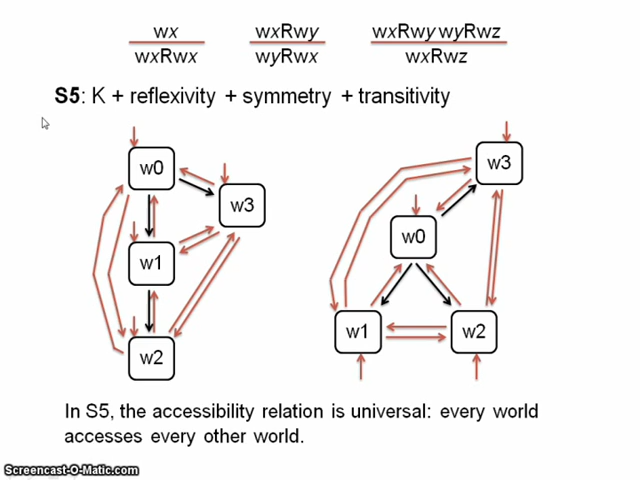 wx wxRwy wxRwy wyRwz
wxRwx wyRwx wxRwz
S5: K + reflexivity + symmetry + transitivity
w0
w3
w1
w2
w3
w0
w1
w2
In S5, the accessibility relation is universal: every world
accesses every other world.
Screencast-O-Matic.com